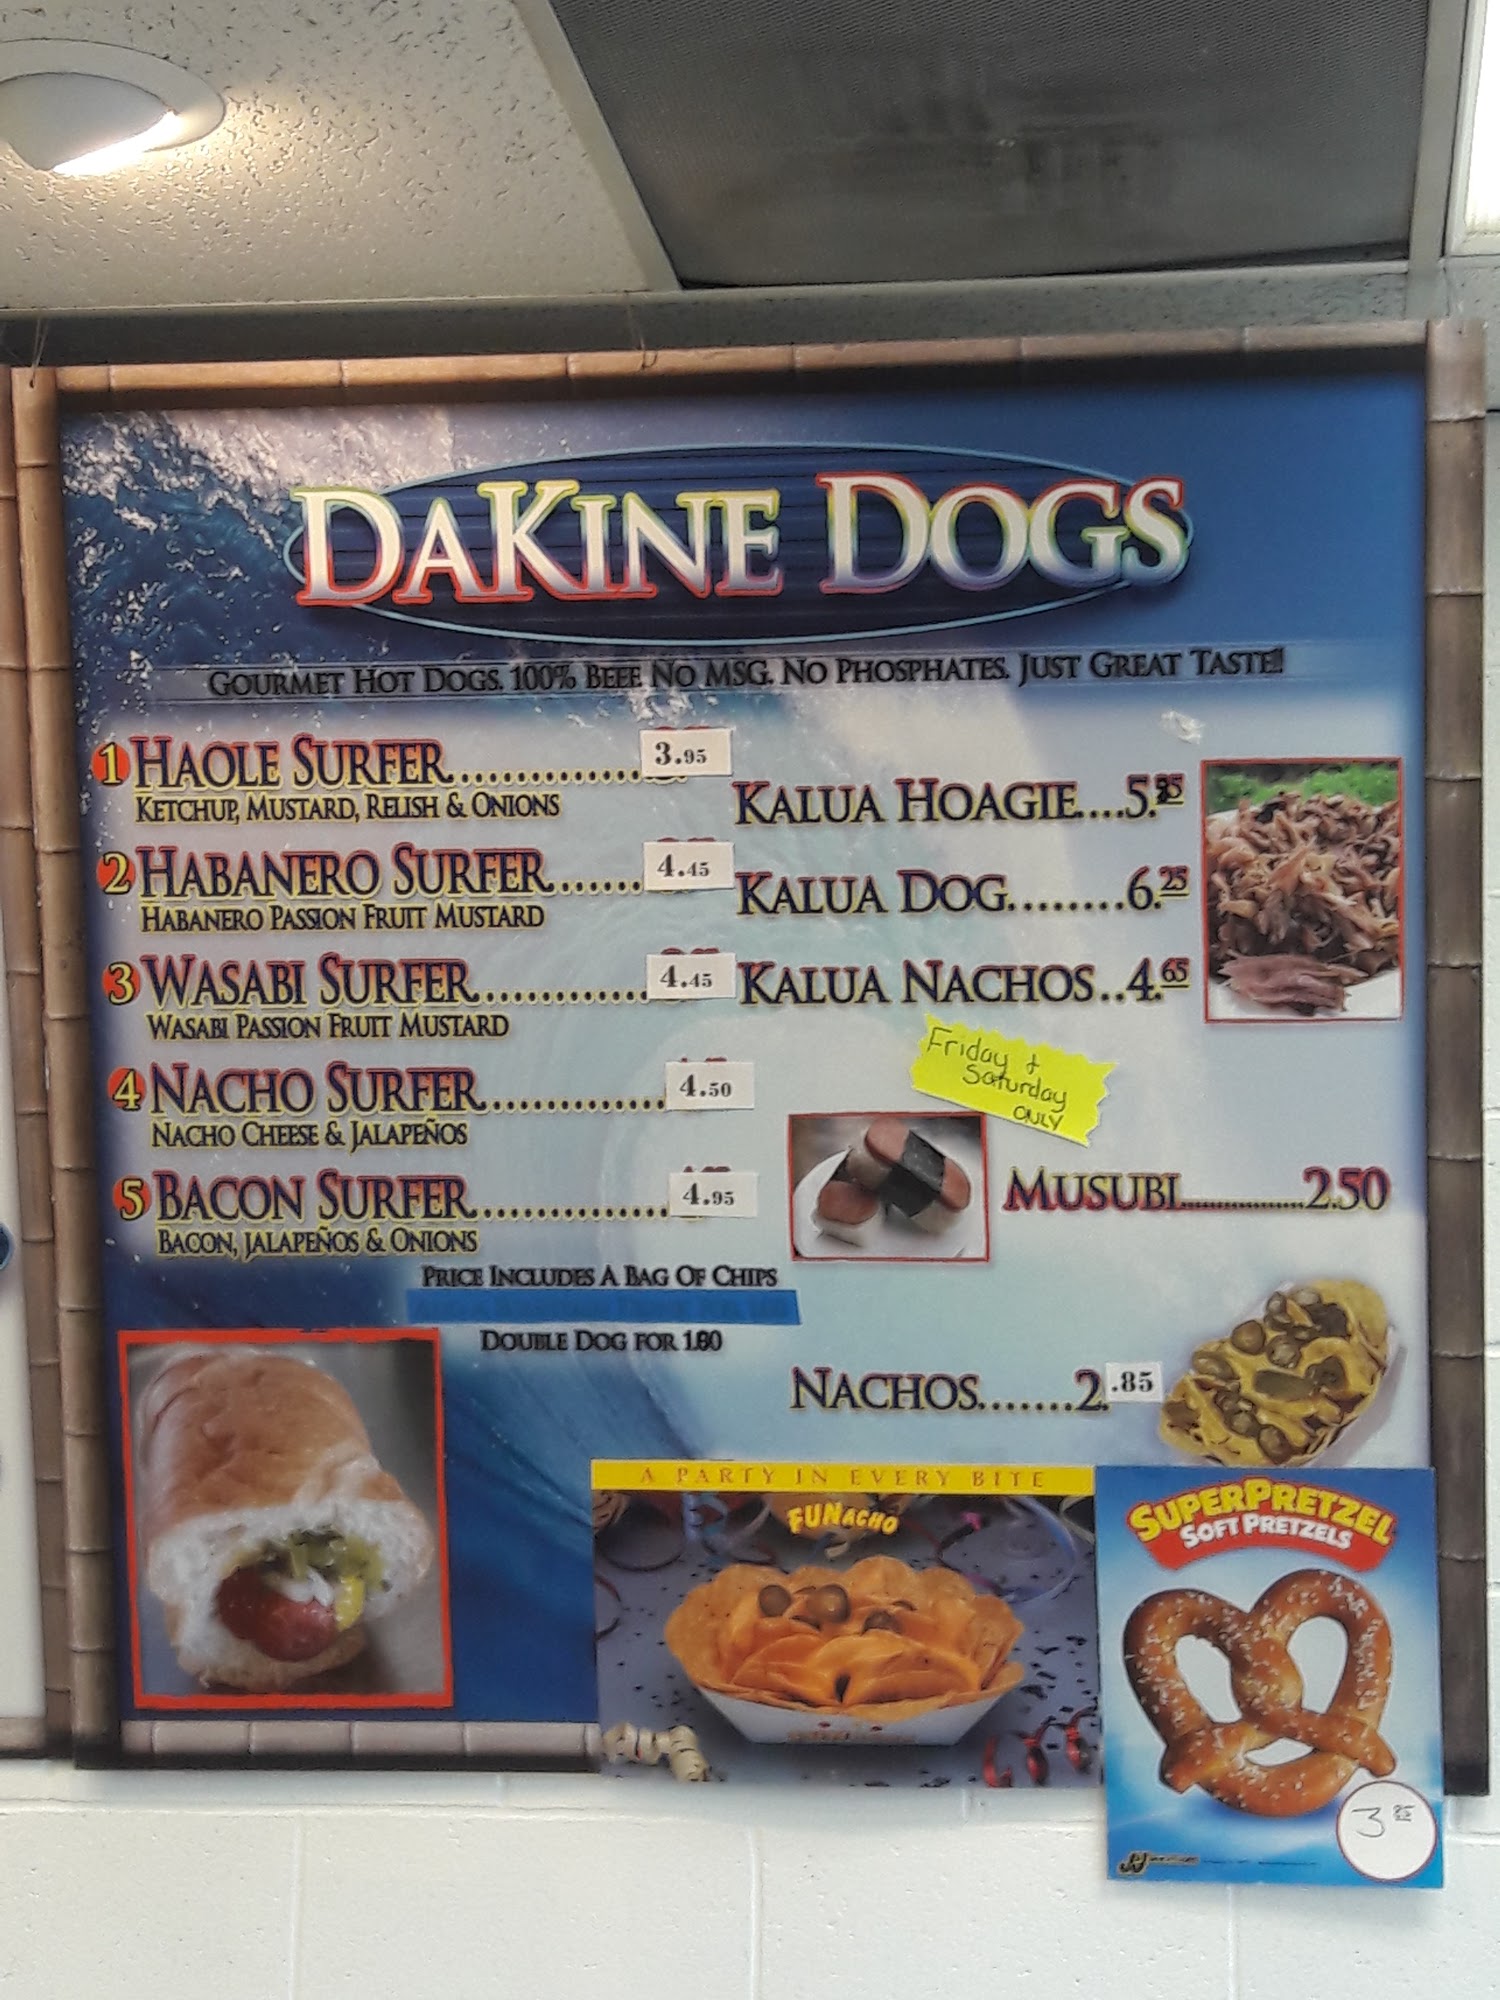 DAKINE DOGS
GOURMET HOT DOGS. 100% BEEF. NO MSG. NO PHOSPHATES. JUST GREAT TASTE!!
1 HAOLE SURFER.................. 3.95
KETCHUP, MUSTARD, RELISH & ONIONS
2 HABANERO SURFER...... 4.45
HABANERO PASSION FRUIT MUSTARD
3 WASABI SURFER............ 4.45
WASABI PASSION FRUIT MUSTARD
4 NACHO SURFER............ 4.50
NACHO CHEESE & JALAPEÑOS
5 BACON SURFER.............. 4.95
BACON, JALAPEÑOS & ONIONS
PRICE INCLUDES A BAG OF CHIPS
DOUBLE DOG FOR
KALUA HOAGIE....5.
KALUA DOG........6.25
KALUA NACHOS..4.65
Friday +
Saturday
ONLY
MUSUBI..................2.50
NACHOS.......2.85
A PARTY IN EVERY BITE
FUNACHO
SUPERPRETZEL
SOFT PRETZELS
3